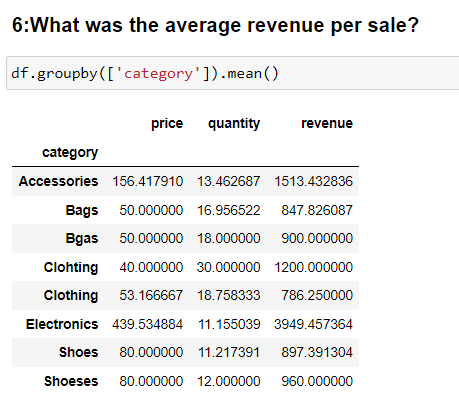 6:What was the average revenue per sale?
df.groupby(['category']).mean()
price quantity revenue
category
Accessories 156.417910 13.462687 1513.432836
Bags 50.000000 16.956522 847.826087
Bgas 50.000000 18.000000 900.000000
Clohting 40.000000 30.000000 1200.000000
Clothing 53.166667 18.758333 786.250000
Electronics 439.534884 11.155039 3949.457364
Shoes 80.000000 11.217391 897.391304
Shoeses 80.000000 12.000000 960.000000